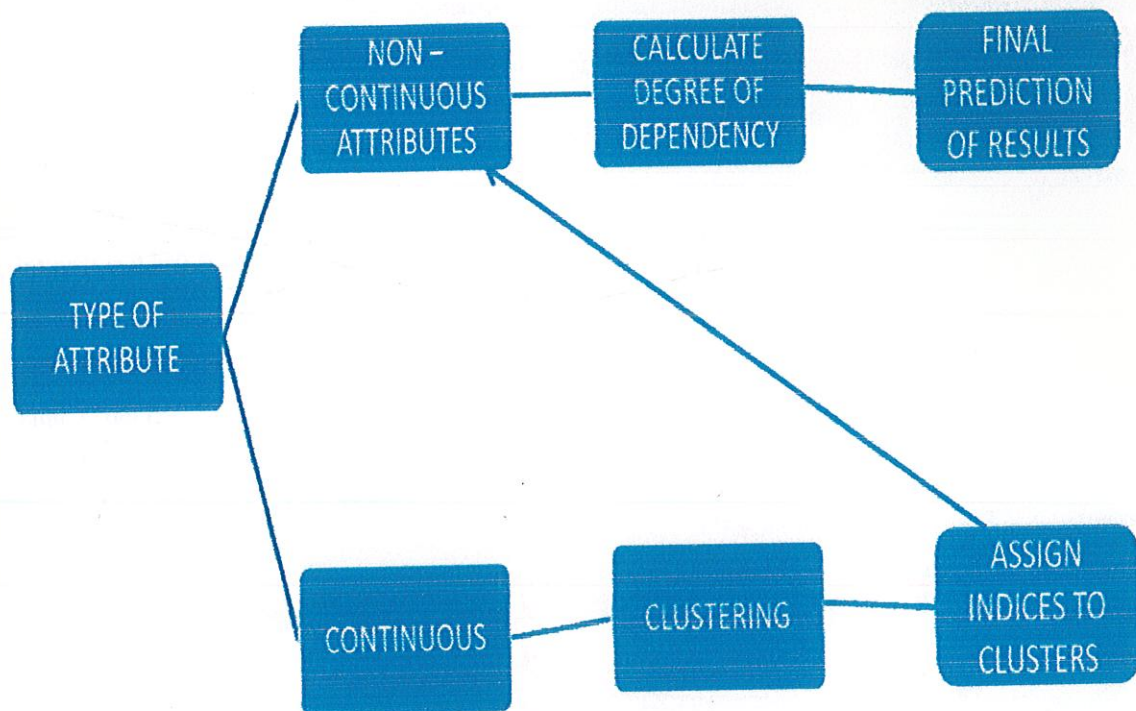 NON –
CONTINUOUS
ATTRIBUTES
CALCULATE
DEGREE OF
DEPENDENCY
FINAL
PREDICTION
OF RESULTS
TYPE OF
ATTRIBUTE
CONTINUOUS
CLUSTERING
ASSIGN
INDICES TO
CLUSTERS